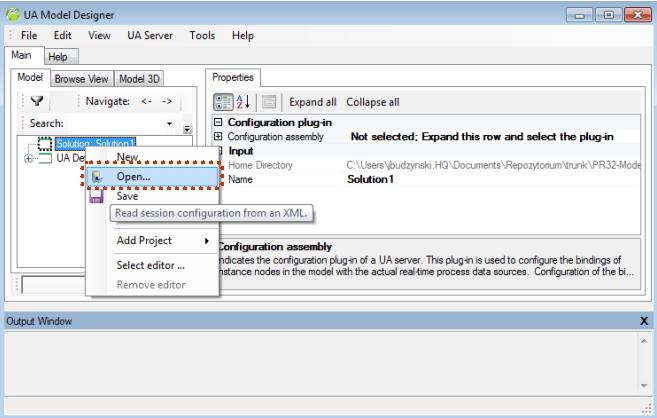 UA Model Designer
File Edit View UA Server Tools Help
Main Help
Model Browse View Model 3D
Navigate: <- ->
Search:
Solution: Solution1
UA De
New
Open...
Save
Read session configuration from an XML.
Add Project
Select editor ...
Remove editor
Properties
Expand all Collapse all
Configuration plug-in
Configuration assembly Not selected; Expand this row and select the plug-in
Input
Home Directory C:\Users\jbudzynski.HQ\Documents\Repozytorium\trunk\PR32-Mode
Name Solution1
Configuration assembly
ndicates the configuration plug-in of a UA server. This plug-in is used to configure the bindings of
nstance nodes in the model with the actual real-time process data sources. Configuration of the bi...
Output Window X